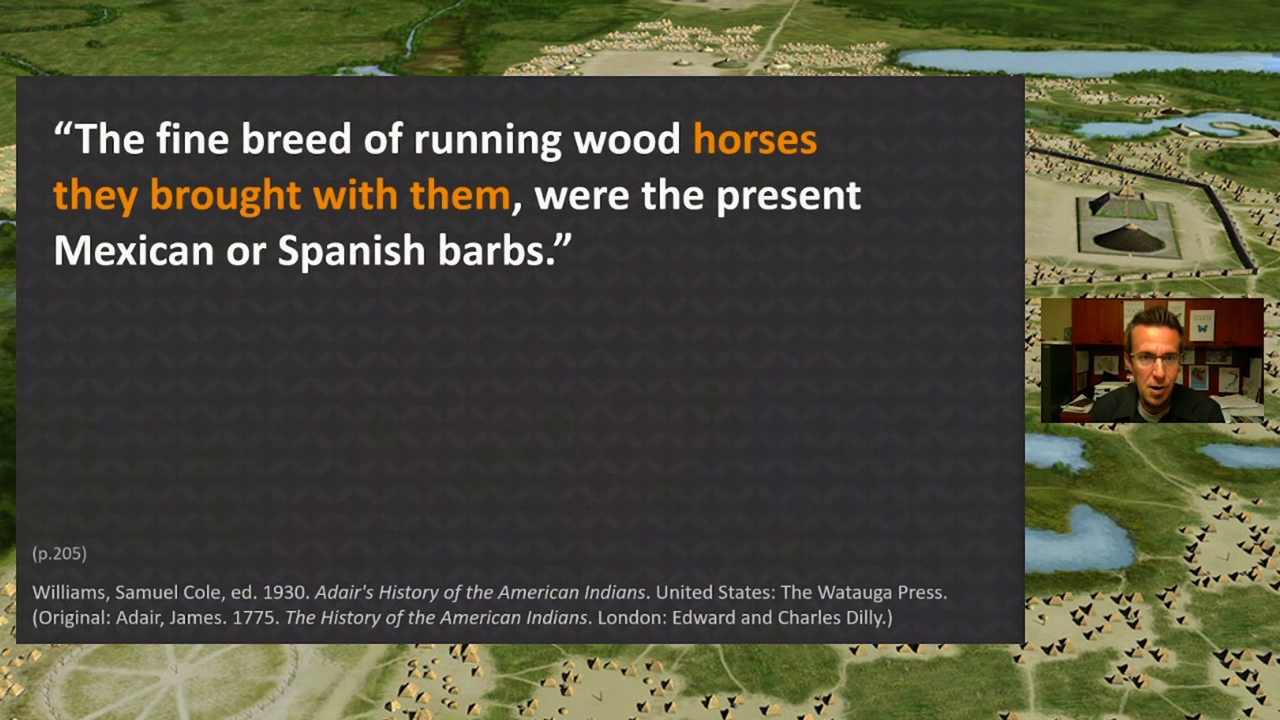 “The fine breed of running wood horses
they brought with them, were the present
Mexican or Spanish barbs.”
(p.205)
Williams, Samuel Cole, ed. 1930. Adair's History of the American Indians. United States: The Watauga Press.
(Original: Adair, James. 1775. The History of the American Indians. London: Edward and Charles Dilly.)